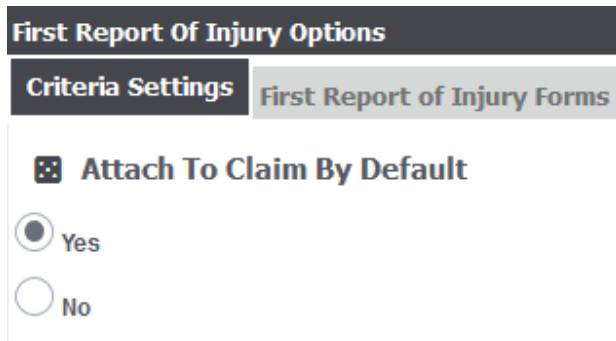 First Report Of Injury Options
Criteria Settings First Report of Injury Forms
Attach To Claim By Default
Yes
No